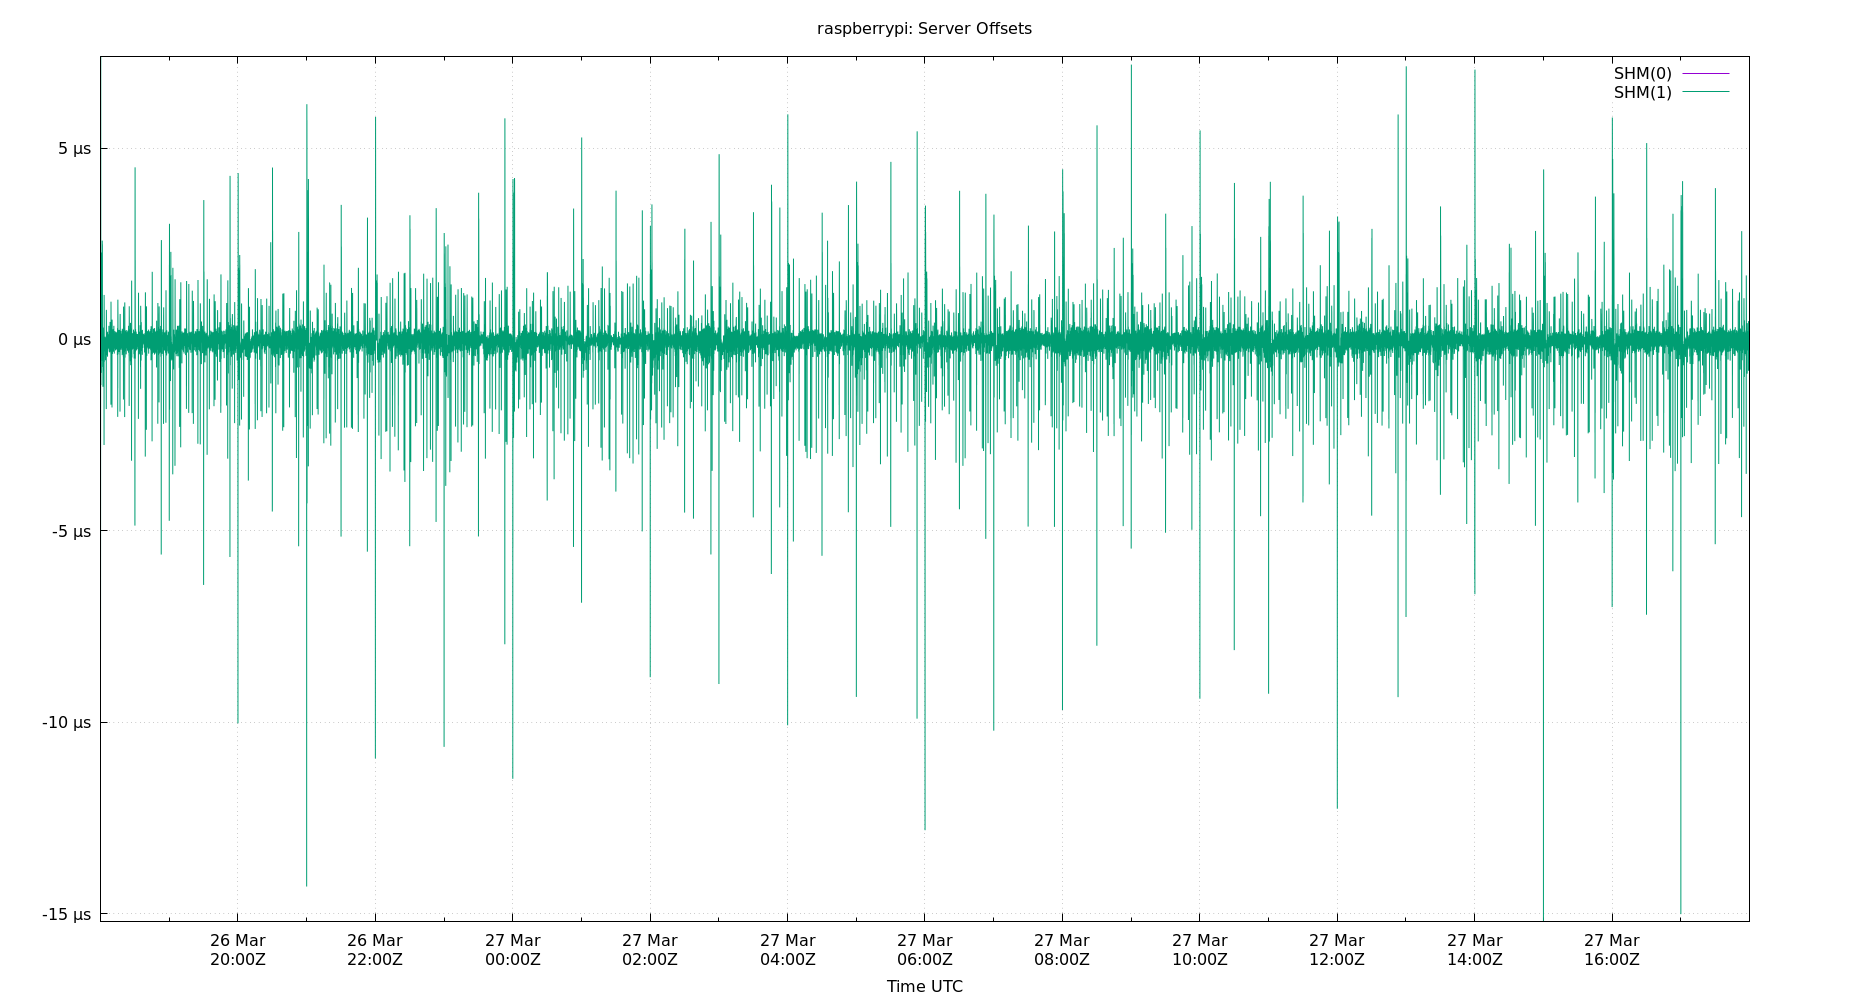 raspberrypi: Server Offsets
SHM(0)
SHM(1)
5 µs
0 µs
-5 µs
-10 µs
-15 µs
26 Mar 26 Mar 27 Mar 27 Mar 27 Mar 27 Mar 27 Mar 27 Mar 27 Mar 27 Mar 27 Mar
20:00Z 22:00Z 00:00Z 02:00Z 04:00Z 06:00Z 08:00Z 10:00Z 12:00Z 14:00Z 16:00Z
Time UTC